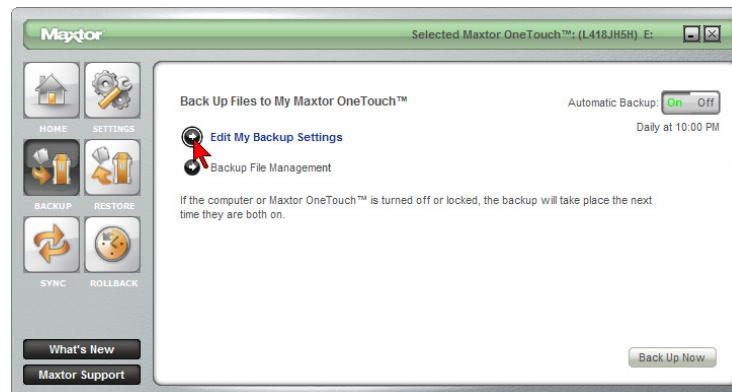 Maxtor
Selected Maxtor OneTouch™: (L418JH5H) E:
HOME SETTINGS
BACKUP RESTORE
SYNC ROLLBACK
What's New
Maxtor Support
Back Up Files to My Maxtor OneTouch™
Automatic Backup: On Off
Daily at 10:00 PM
Edit My Backup Settings
Backup File Management
If the computer or Maxtor OneTouch™ is turned off or locked, the backup will take place the next
time they are both on.
Back Up Now